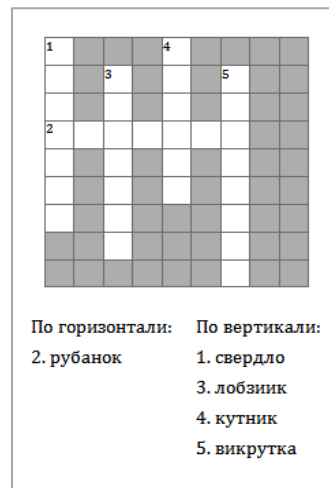 1 4
3 5
2
По горизонтали: По вертикали:
2. рубанок 1. свердло
3. лобзиик
4. кутник
5. викрутка